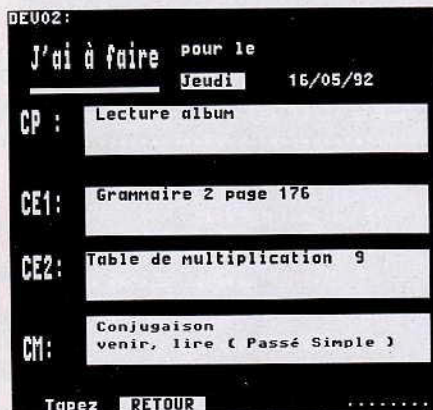 DEV02:
J'ai à faire pour le
Jeudi 16/05/92
CP : Lecture album
CE1: Grammaire 2 page 176
CE2: Table de multiplication 9
CM: Conjugaison
venir, lire ( Passé Simple )
Tapez RETOUR ........